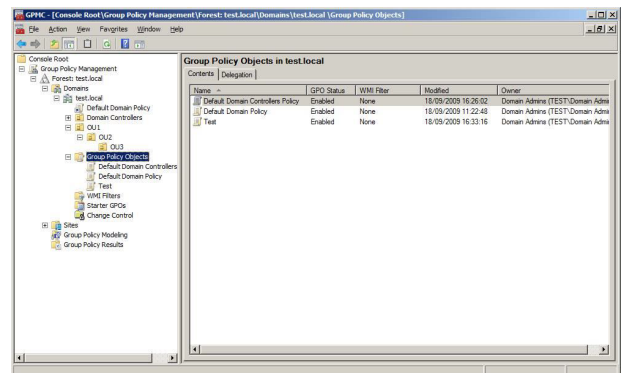 GPMC - [Console Root\Group Policy Management\Forest: test.local\Domains\test.local \Group Policy Objects]
File Action View Favorites Window Help
Console Root
Group Policy Management
Forest: test.local
Domains
test.local
Default Domain Policy
Domain Controllers
OU1
OU2
OU3
Group Policy Objects
Default Domain Controllers
Default Domain Policy
Test
WMI Filters
Starter GPOs
Change Control
Sites
Group Policy Modeling
Group Policy Results
Group Policy Objects in test.local
Contents Delegation
Name GPO Status WMI Filter Modified Owner
Default Domain Controllers Policy Enabled None 18/09/2009 16:26:02 Domain Admins (TEST\Domain Admi
Default Domain Policy Enabled None 18/09/2009 11:22:48 Domain Admins (TEST\Domain Admi
Test Enabled None 18/09/2009 16:33:16 Domain Admins (TEST\Domain Admi